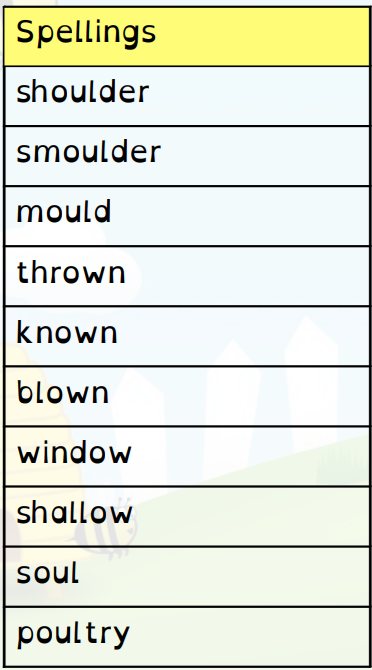 Spellings
shoulder
smoulder
mould
thrown
known
blown
window
shallow
soul
poultry